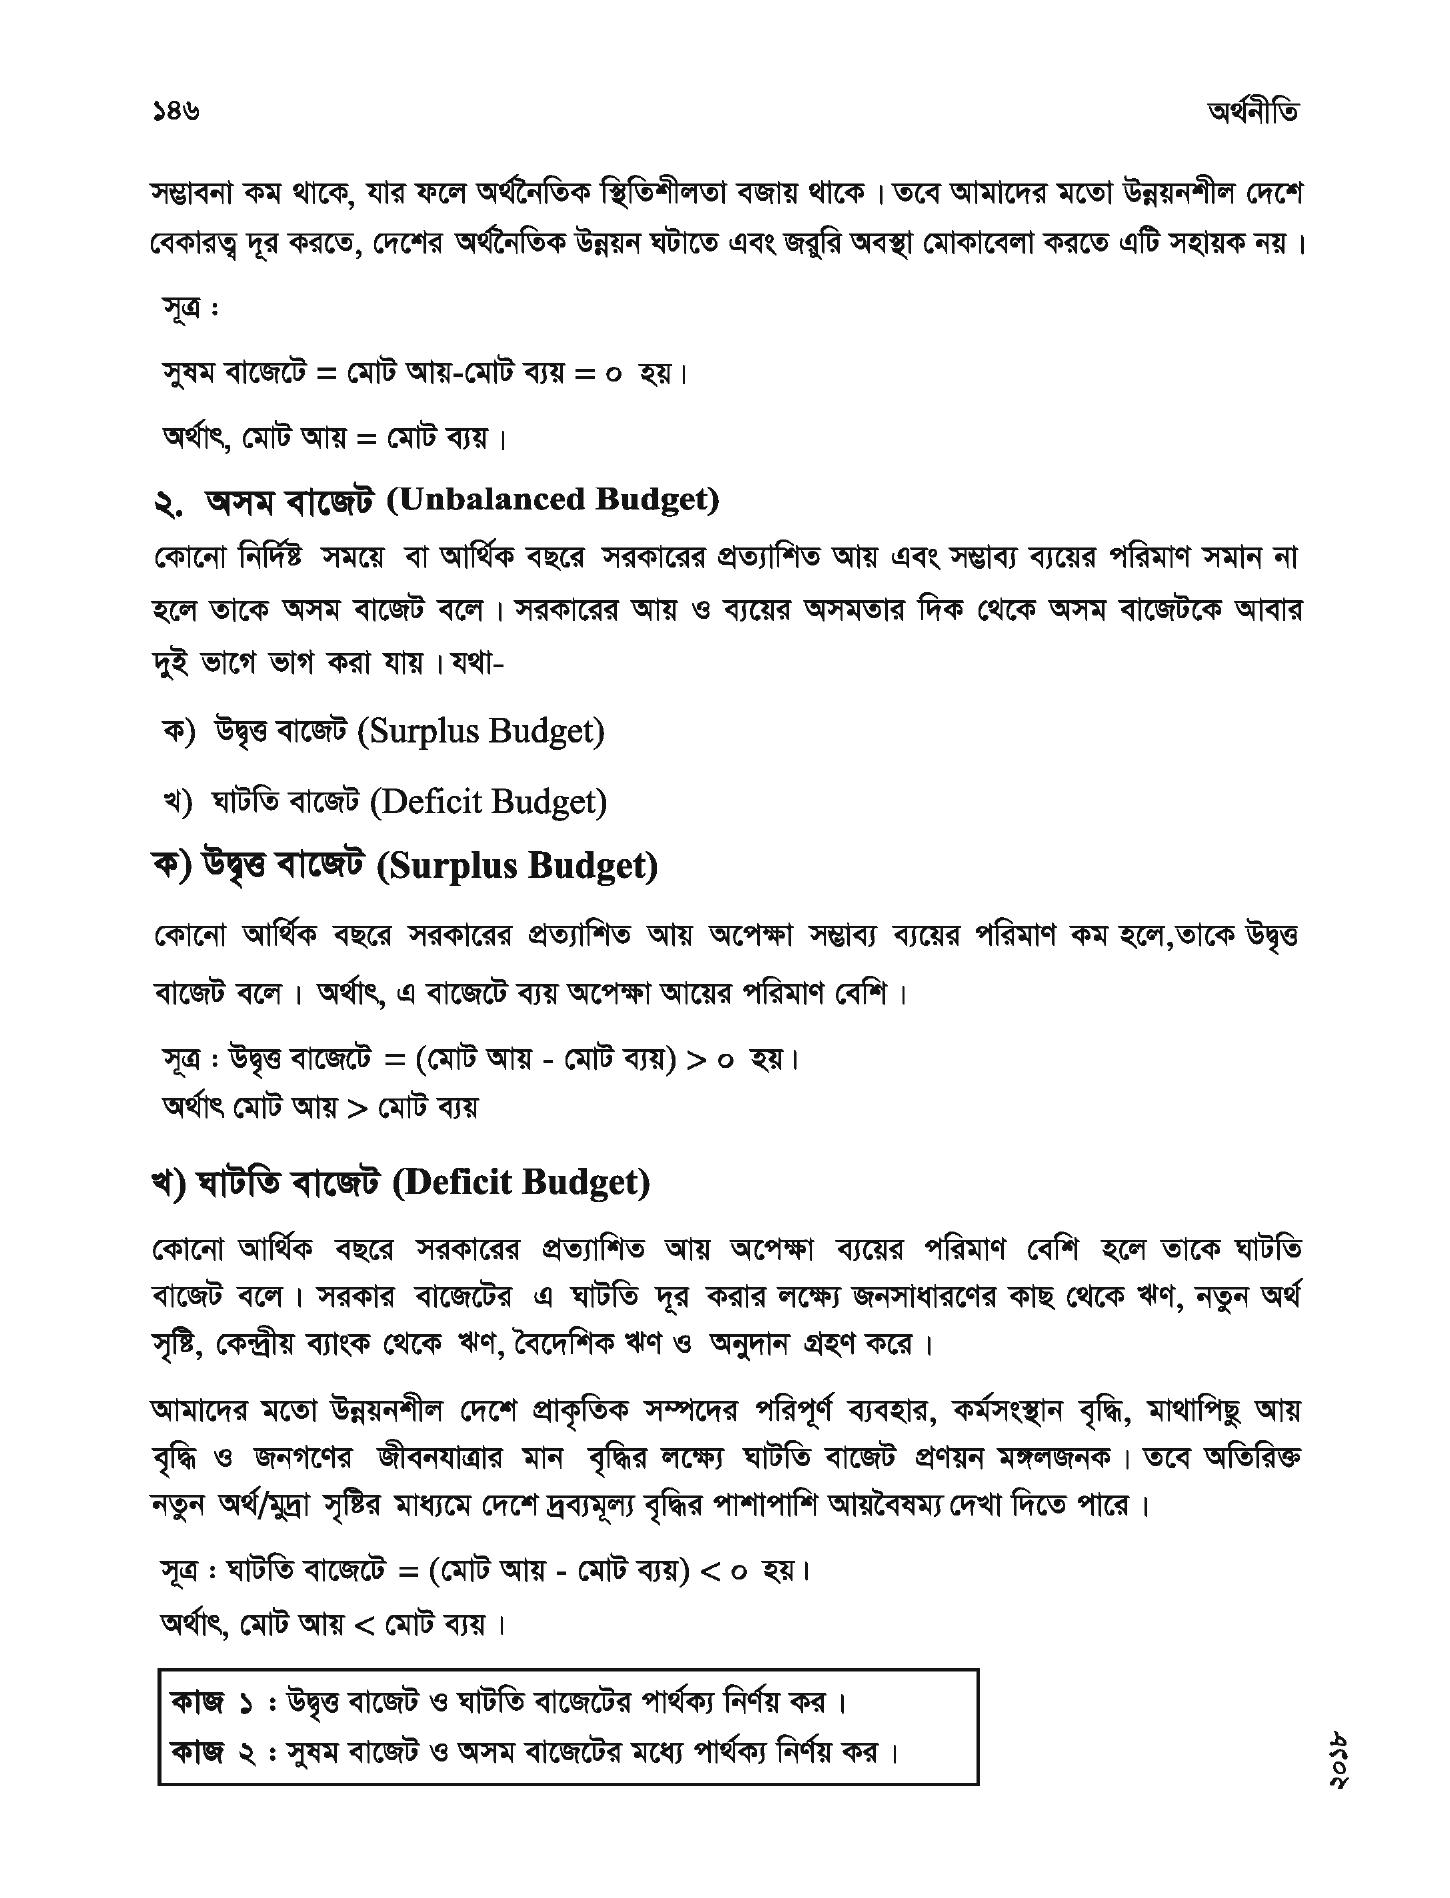 ১৪৬
অর্থনীতি
সম্ভাবনা কম থাকে, যার ফলে অর্থনৈতিক স্থিতিশীলতা বজায় থাকে। তবে আমাদের মতো উন্নয়নশীল দেশে
বেকারত্ব দূর করতে, দেশের অর্থনৈতিক উন্নয়ন ঘটাতে এবং জরুরি অবস্থা মোকাবেলা করতে এটি সহায়ক নয়।
সূত্র :
সুষম বাজেটে = মোট আয়-মোট ব্যয় = ০ হয়।
অর্থাৎ, মোট আয় = মোট ব্যয়।
২. অসম বাজেট (Unbalanced Budget)
কোনো নির্দিষ্ট সময়ে বা আর্থিক বছরে সরকারের প্রত্যাশিত আয় এবং সম্ভাব্য ব্যয়ের পরিমাণ সমান না
হলে তাকে অসম বাজেট বলে। সরকারের আয় ও ব্যয়ের অসমতার দিক থেকে অসম বাজেটকে আবার
দুই ভাগে ভাগ করা যায়। যথা-
ক) উদ্বৃত্ত বাজেট (Surplus Budget)
খ) ঘাটতি বাজেট (Deficit Budget)
ক) উদ্বৃত্ত বাজেট (Surplus Budget)
কোনো আর্থিক বছরে সরকারের প্রত্যাশিত আয় অপেক্ষা সম্ভাব্য ব্যয়ের পরিমাণ কম হলে,তাকে উদ্বৃত্ত
বাজেট বলে। অর্থাৎ, এ বাজেটে ব্যয় অপেক্ষা আয়ের পরিমাণ বেশি।
সূত্র : উদ্বৃত্ত বাজেটে = (মোট আয় - মোট ব্যয়) > ০ হয়।
অর্থাৎ মোট আয় > মোট ব্যয়
খ) ঘাটতি বাজেট (Deficit Budget)
কোনো আর্থিক বছরে সরকারের প্রত্যাশিত আয় অপেক্ষা ব্যয়ের পরিমাণ বেশি হলে তাকে ঘাটতি
বাজেট বলে। সরকার বাজেটের এ ঘাটতি দূর করার লক্ষ্যে জনসাধারণের কাছ থেকে ঋণ, নতুন অর্থ
সৃষ্টি, কেন্দ্রীয় ব্যাংক থেকে ঋণ, বৈদেশিক ঋণ ও অনুদান গ্রহণ করে।
আমাদের মতো উন্নয়নশীল দেশে প্রাকৃতিক সম্পদের পরিপূর্ণ ব্যবহার, কর্মসংস্থান বৃদ্ধি, মাথাপিছু আয়
বৃদ্ধি ও জনগণের জীবনযাত্রার মান বৃদ্ধির লক্ষ্যে ঘাটতি বাজেট প্রণয়ন মঙ্গলজনক। তবে অতিরিক্ত
নতুন অর্থ/মুদ্রা সৃষ্টির মাধ্যমে দেশে দ্রব্যমূল্য বৃদ্ধির পাশাপাশি আয়বৈষম্য দেখা দিতে পারে।
সূত্র : ঘাটতি বাজেটে = (মোট আয় - মোট ব্যয়) < ০ হয়।
অর্থাৎ, মোট আয় < মোট ব্যয়।
কাজ ১ : উদ্বৃত্ত বাজেট ও ঘাটতি বাজেটের পার্থক্য নির্ণয় কর।
কাজ ২ : সুষম বাজেট ও অসম বাজেটের মধ্যে পার্থক্য নির্ণয় কর।
২০১৮